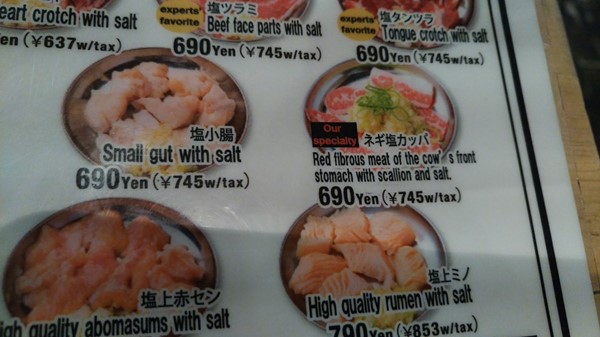 eart crotch with salt
en (¥637w/tax)
experts'
favorite
塩ツラミ
Beef face parts with salt
690Yen (¥745w/tax)
experts'
favorite
塩タンツラ
Tongue crotch with salt
690Yen (¥745w/tax)
塩小腸
Small gut with salt
690Yen (¥745w/tax)
Our
specialty
ネギ塩カッパ
Red fibrous meat of the cow's front
stomach with scallion and salt.
690Yen (¥745w/tax)
塩上赤セン
igh quality abomasums with salt
塩上ミノ
High quality rumen with salt
790Yen (¥853w/tax)